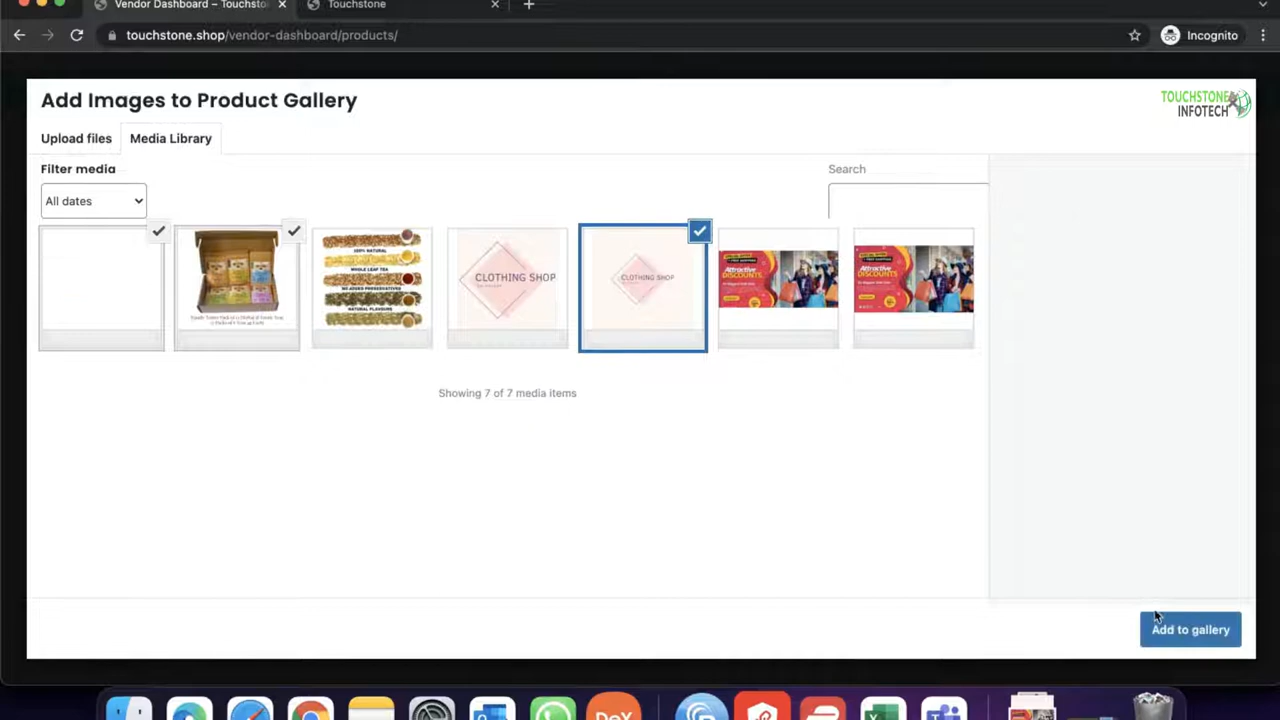 Vendor Dashboard – Touchsto
Touchstone
touchstone.shop/vendor-dashboard/products/
Incognito
Add Images to Product Gallery
TOUCHSTONE
INFOTECH
Upload files
Media Library
Filter media
Search
All dates
100% NATURAL
WHOLE LEAF TEA
NO ADDED PRESERVATIVES
NATURAL FLAVOURS
CLOTHING SHOP
CLOTHING SHOP
Attractive
DISCOUNTS
Attractive
DISCOUNTS
Showing 7 of 7 media items
Add to gallery
DeX